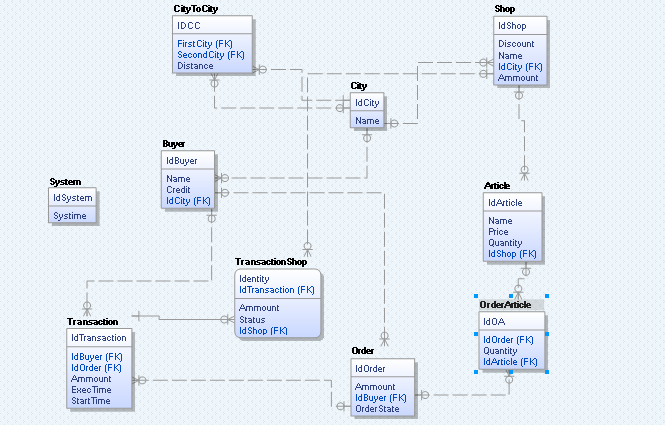 CityToCity
IDCC
FirstCity (FK)
SecondCity (FK)
Distance
Shop
IdShop
Discount
Name
IdCity (FK)
Ammount
City
IdCity
Name
Buyer
IdBuyer
Name
Credit
IdCity (FK)
System
IdSystem
Systime
Article
IdArticle
Name
Price
Quantity
IdShop (FK)
TransactionShop
Identity
IdTransaction (FK)
Ammount
Status
IdShop (FK)
OrderArticle
IdOA
IdOrder (FK)
Quantity
IdArticle (FK)
Transaction
IdTransaction
IdBuyer (FK)
IdOrder (FK)
Ammount
ExecTime
StartTime
Order
IdOrder
Ammount
IdBuyer (FK)
OrderState